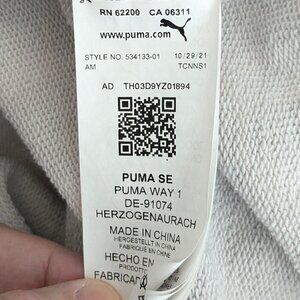 RN 62200 CA 06311
www.puma.com
STYLE NO. 534133-01 10/29/21
AM TCNNS1
AD TH03D9YZ01894
PUMA SE
PUMA WAY 1
DE-91074
HERZOGENAURACH
MADE IN CHINA
HERGESTELLT IN CHINA
FABRIQUÉ EN CHINE
HECHO EN
PRODOTTO